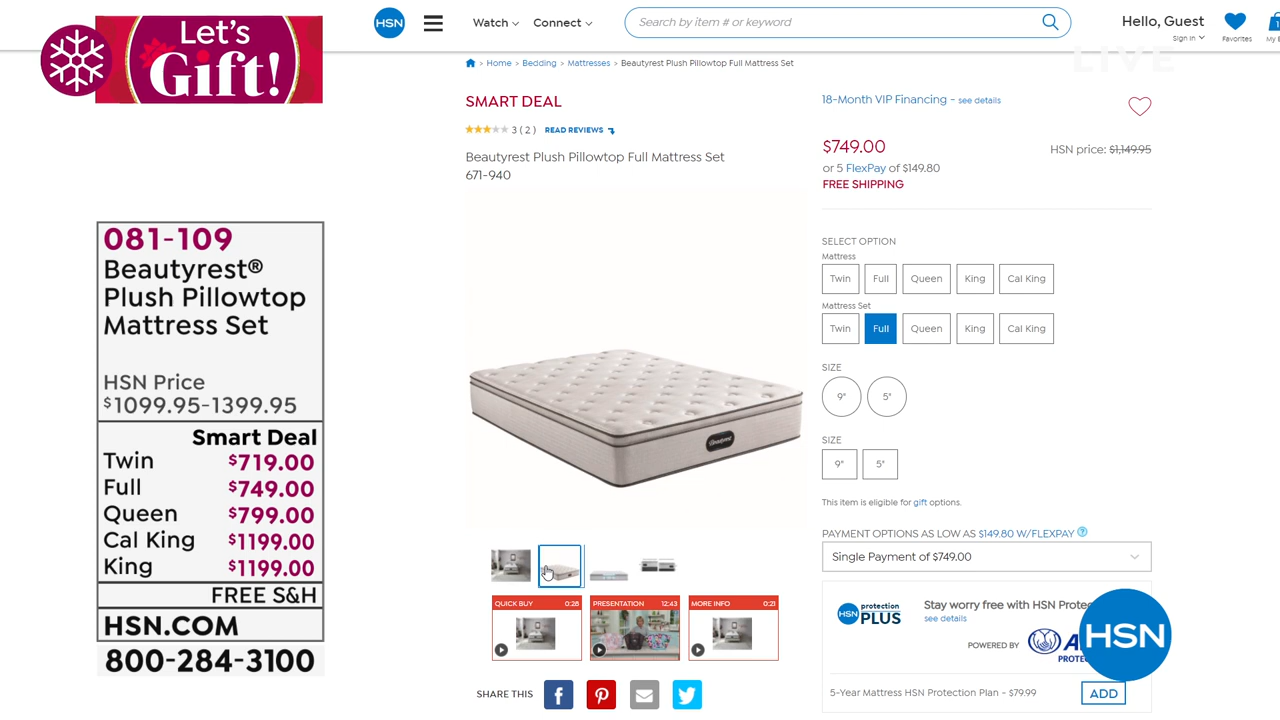 Let's
Gift!
HSN
Watch
Connect
Search by item # or keyword
Hello, Guest
Sign In
Favorites
LIVE
> Home > Bedding > Mattresses > Beautyrest Plush Pillowtop Full Mattress Set
SMART DEAL
3 ( 2 ) READ REVIEWS
Beautyrest Plush Pillowtop Full Mattress Set
671-940
18-Month VIP Financing - see details
$749.00
HSN price: $1,149.95
or 5 FlexPay of $149.80
FREE SHIPPING
081-109
Beautyrest®
Plush Pillowtop
Mattress Set
HSN Price
$1099.95-1399.95
Smart Deal
Twin $719.00
Full $749.00
Queen $799.00
Cal King $1199.00
King $1199.00
FREE S&H
HSN.COM
800-284-3100
Beautyrest
QUICK BUY 0:28
PRESENTATION 12:43
MORE INFO 0:21
SHARE THIS
SELECT OPTION
Mattress
Twin Full Queen King Cal King
Mattress Set
Twin Full Queen King Cal King
SIZE
9" 5"
SIZE
9" 5"
This item is eligible for gift options.
PAYMENT OPTIONS AS LOW AS $149.80 W/FLEXPAY ?
Single Payment of $749.00
HSN protection PLUS
Stay worry free with HSN
see details
POWERED BY
HSN
5-Year Mattress HSN Protection Plan - $79.99
ADD